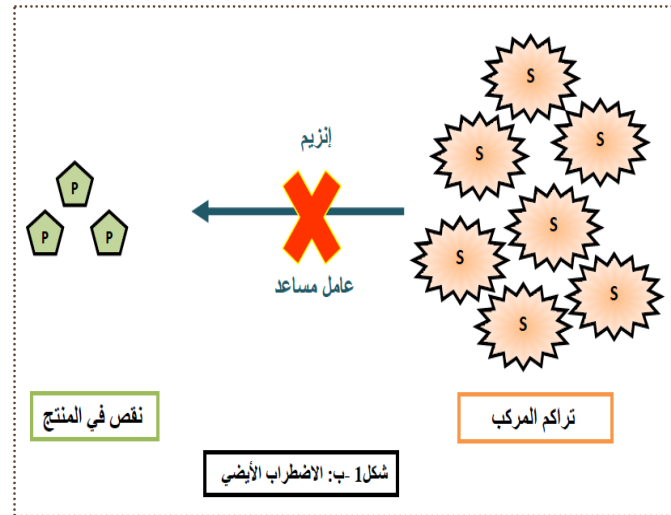 S
S
S
S
S
S
S
S
إنزيم
عامل مساعد
P
P
P
تراكم المركب
نقص في المنتج
شكل1 -ب: الاضطراب الأيضي